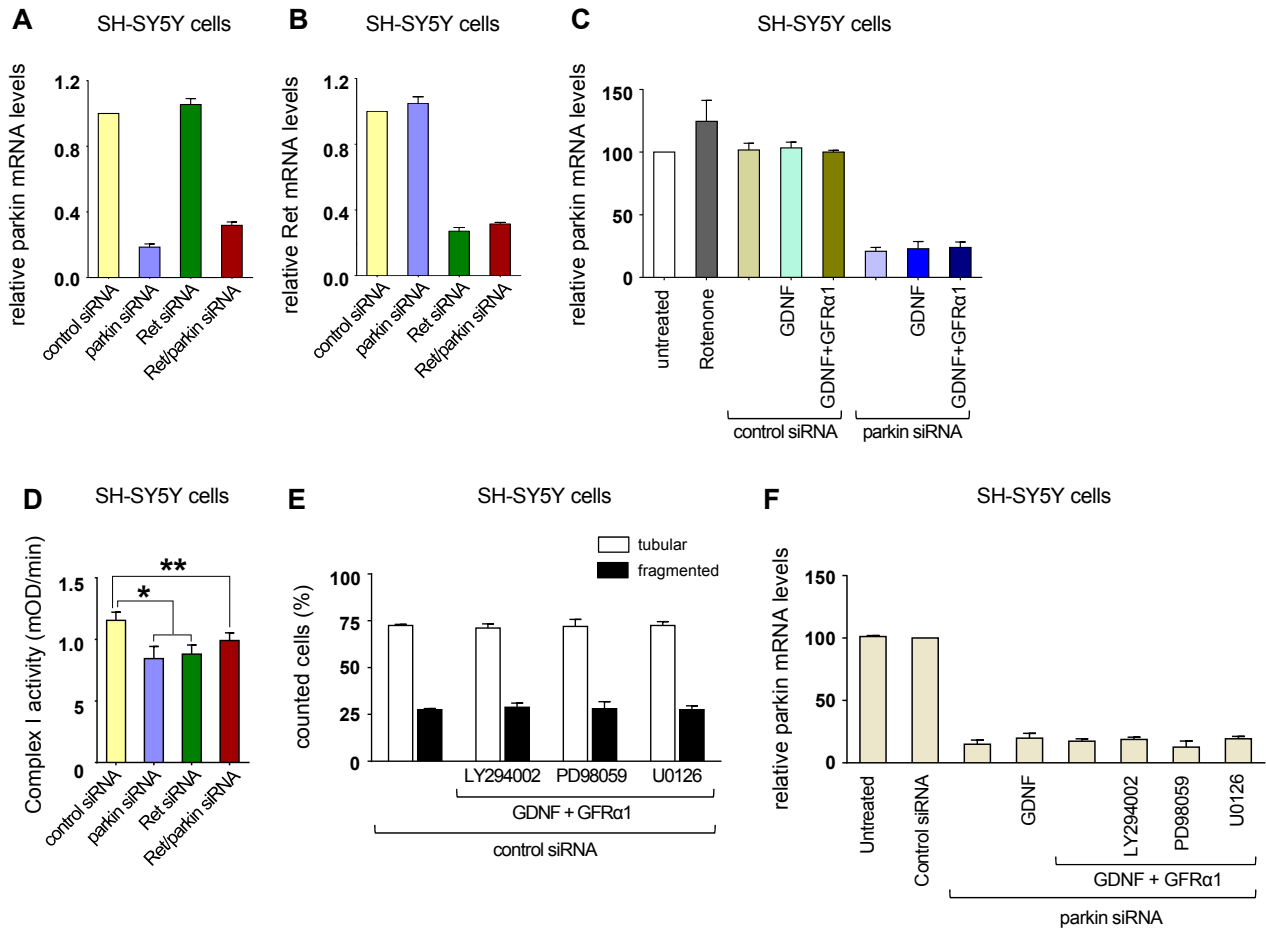 A
SH-SY5Y cells
relative parkin mRNA levels
1.2
0.8
0.4
0.0
control siRNA
parkin siRNA
Ret siRNA
Ret/parkin siRNA
B
SH-SY5Y cells
relative Ret mRNA levels
1.2
0.8
0.4
0.0
control siRNA
parkin siRNA
Ret siRNA
Ret/parkin siRNA
C
SH-SY5Y cells
relative parkin mRNA levels
150
100
50
0
untreated
Rotenone
GDNF
GDNF+GFRα1
GDNF
GDNF+GFRα1
control siRNA
parkin siRNA
D
SH-SY5Y cells
Complex I activity (mOD/min)
1.5
1.0
5
0
*
**
control siRNA
parkin siRNA
Ret siRNA
Ret/parkin siRNA
E
SH-SY5Y cells
tubular
fragmented
counted cells (%)
100
75
50
25
0
LY294002
PD98059
U0126
GDNF + GFRα1
control siRNA
F
SH-SY5Y cells
relative parkin mRNA levels
150
100
50
0
Untreated
Control siRNA
GDNF
LY294002
PD98059
U0126
GDNF + GFRα1
parkin siRNA